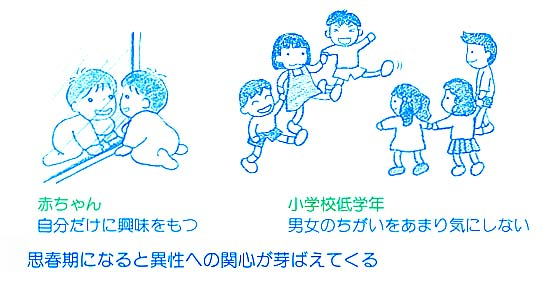 赤ちゃん
自分だけに興味をもつ
小学校低学年
男女のちがいをあまり気にしない
思春期になると異性への関心が芽ばえてくる